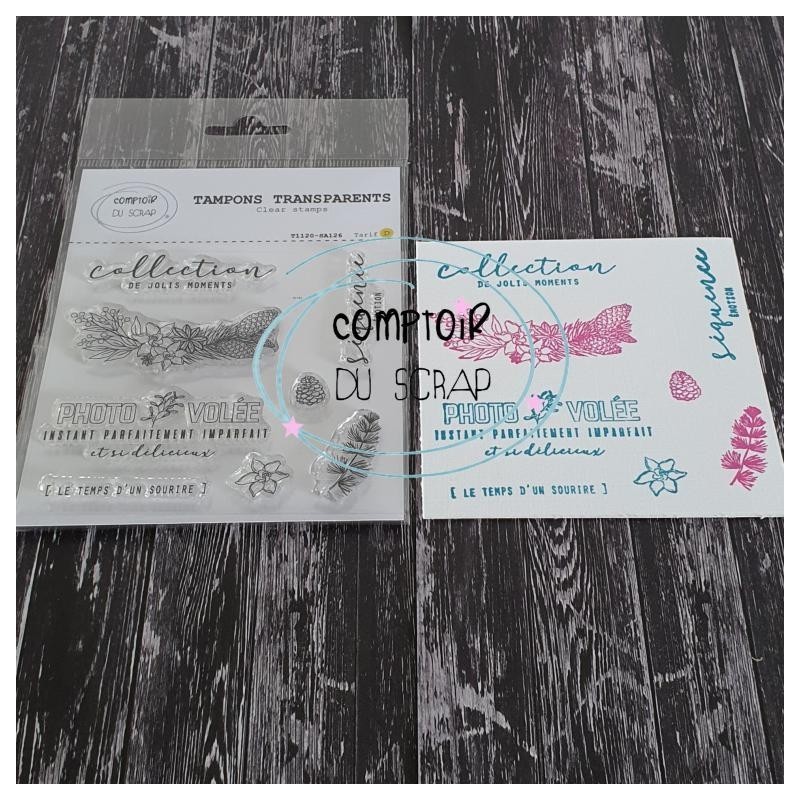 COMPTOIR
DU SCRAP
TAMPONS TRANSPARENTS
Clear stamps
T1120-SA126 Tarif D
collection
DE JOLIS MOMENTS
séquence
ÉMOTION
PHOTO VOLÉE
INSTANT PARFAITEMENT IMPARFAIT
et si délicieux
[ LE TEMPS D'UN SOURIRE ]
COMPTOIR
DU SCRAP
collection
DE JOLIS MOMENTS
séquence
ÉMOTION
PHOTO VOLÉE
INSTANT PARFAITEMENT IMPARFAIT
et si délicieux
[ LE TEMPS D'UN SOURIRE ]